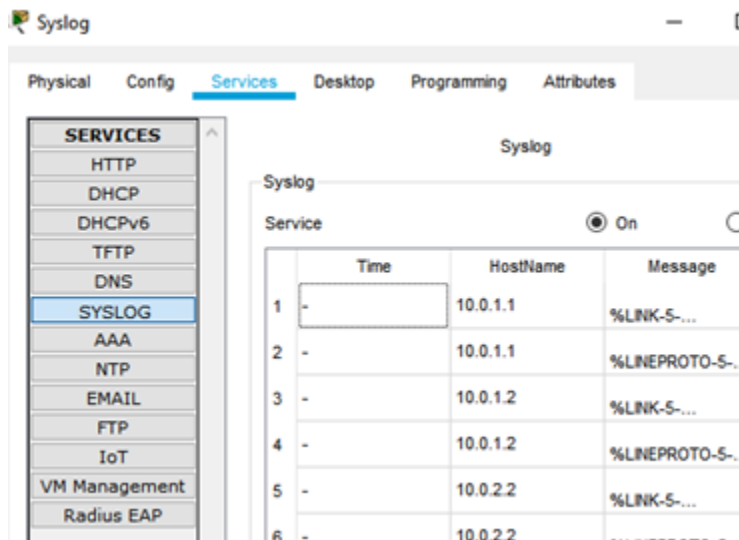 Syslog
Physical Config Services Desktop Programming Attributes
SERVICES
HTTP
DHCP
DHCPv6
TFTP
DNS
SYSLOG
AAA
NTP
EMAIL
FTP
IoT
VM Management
Radius EAP
Syslog
Syslog
Service On
Time HostName Message
1 - 10.0.1.1 %LINK-5-...
2 - 10.0.1.1 %LINEPROTO-5-..
3 - 10.0.1.2 %LINK-5-...
4 - 10.0.1.2 %LINEPROTO-5-..
5 - 10.0.2.2 %LINK-5-...
6 - 10.0.2.2